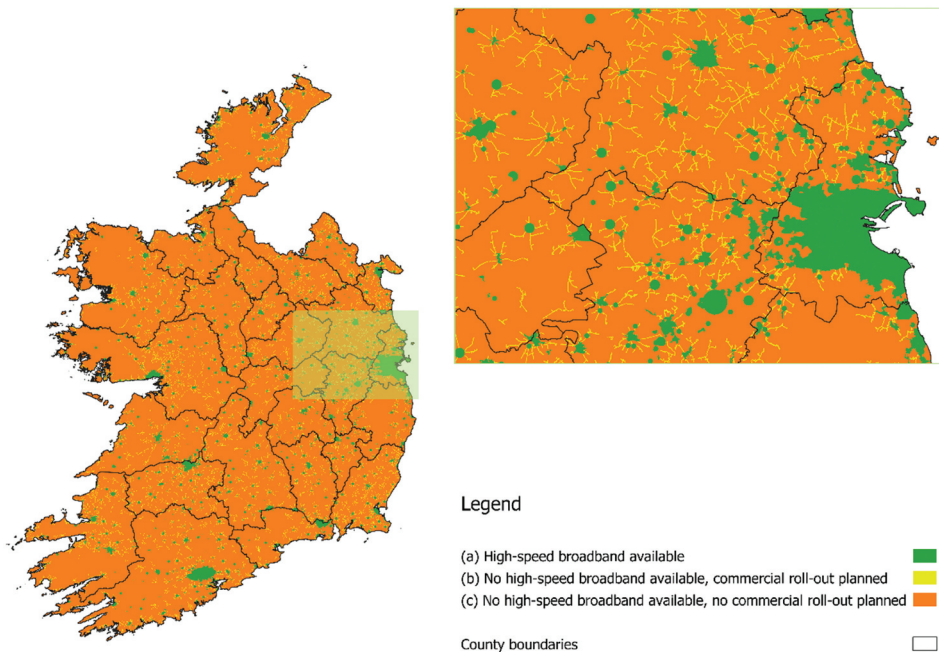 Legend
(a) High-speed broadband available
(b) No high-speed broadband available, commercial roll-out planned
(c) No high-speed broadband available, no commercial roll-out planned
County boundaries